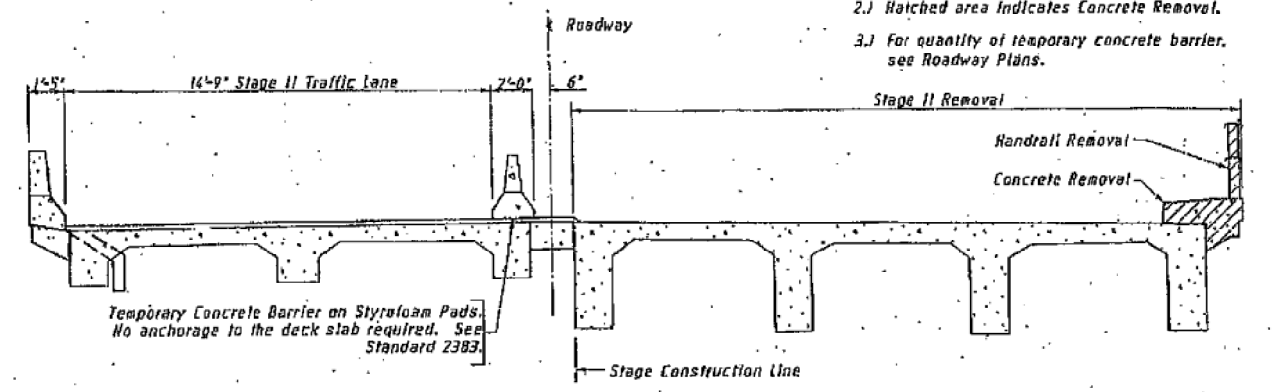 2.) Hatched area indicates Concrete Removal.
3.) For quantity of temporary concrete barrier,
see Roadway Plans.
℄ Roadway
1'-5"
14'-9" Stage II Traffic Lane
2'-0"
6"
Stage II Removal
Handrail Removal
Concrete Removal
Temporary Concrete Barrier on Styrofoam Pads.
No anchorage to the deck slab required. See
Standard 2383.
Stage Construction Line